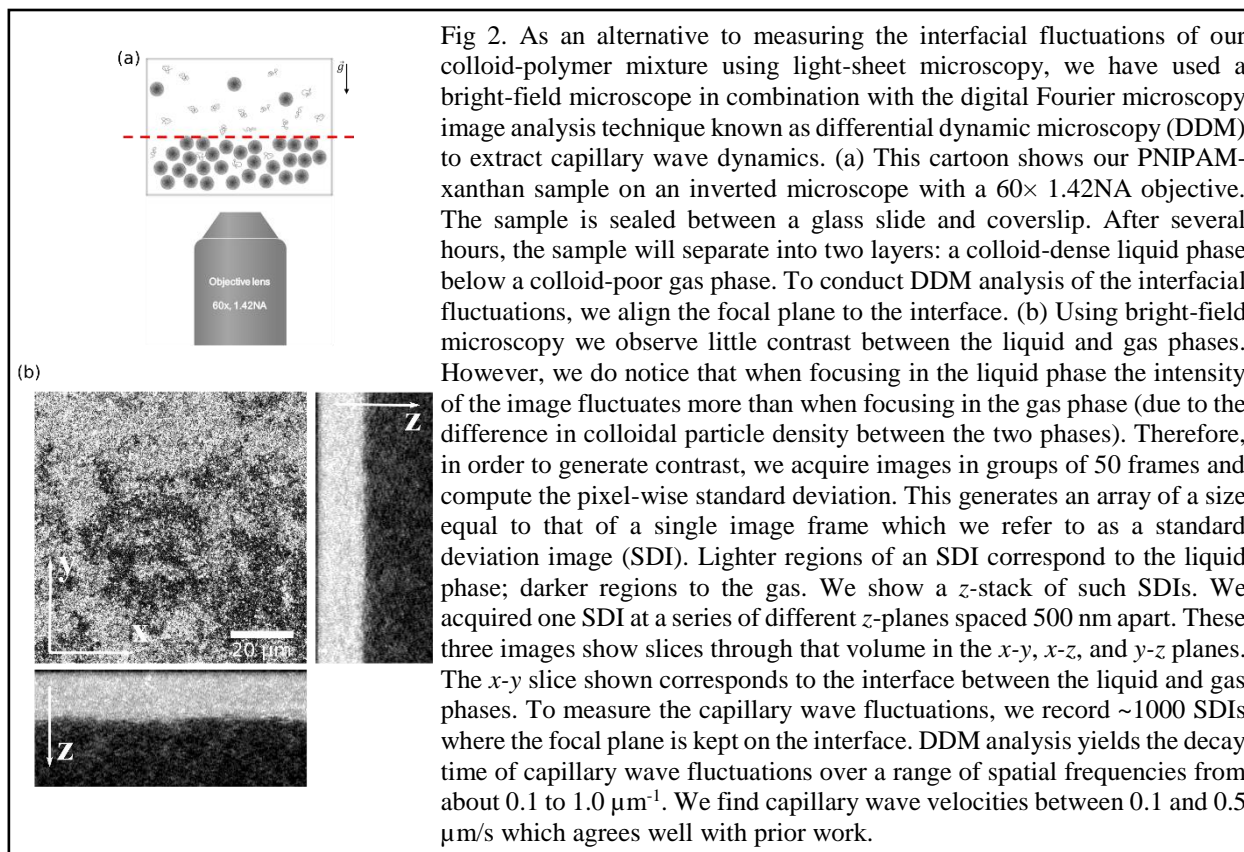 (a)
g
Objective lens
60x, 1.42NA
(b)
y
x
20 μm
z
z
Fig 2. As an alternative to measuring the interfacial fluctuations of our
colloid-polymer mixture using light-sheet microscopy, we have used a
bright-field microscope in combination with the digital Fourier microscopy
image analysis technique known as differential dynamic microscopy (DDM)
to extract capillary wave dynamics. (a) This cartoon shows our PNIPAM-
xanthan sample on an inverted microscope with a 60× 1.42NA objective.
The sample is sealed between a glass slide and coverslip. After several
hours, the sample will separate into two layers: a colloid-dense liquid phase
below a colloid-poor gas phase. To conduct DDM analysis of the interfacial
fluctuations, we align the focal plane to the interface. (b) Using bright-field
microscopy we observe little contrast between the liquid and gas phases.
However, we do notice that when focusing in the liquid phase the intensity
of the image fluctuates more than when focusing in the gas phase (due to the
difference in colloidal particle density between the two phases). Therefore,
in order to generate contrast, we acquire images in groups of 50 frames and
compute the pixel-wise standard deviation. This generates an array of a size
equal to that of a single image frame which we refer to as a standard
deviation image (SDI). Lighter regions of an SDI correspond to the liquid
phase; darker regions to the gas. We show a z-stack of such SDIs. We
acquired one SDI at a series of different z-planes spaced 500 nm apart. These
three images show slices through that volume in the x-y, x-z, and y-z planes.
The x-y slice shown corresponds to the interface between the liquid and gas
phases. To measure the capillary wave fluctuations, we record ~1000 SDIs
where the focal plane is kept on the interface. DDM analysis yields the decay
time of capillary wave fluctuations over a range of spatial frequencies from
about 0.1 to 1.0 µm⁻¹. We find capillary wave velocities between 0.1 and 0.5
µm/s which agrees well with prior work.